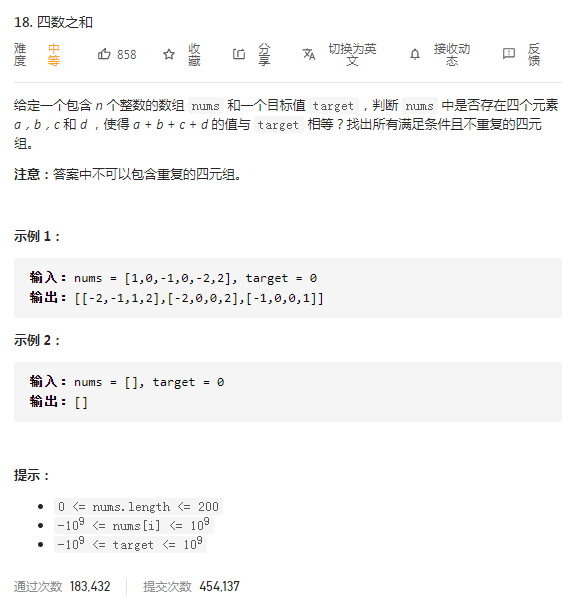 18. 四数之和
难度 中等 858 收藏 分享 切换为英文 接收动态 反馈
给定一个包含 n 个整数的数组 nums 和一个目标值 target，判断 nums 中是否存在四个元素
a，b，c 和 d ，使得 a + b + c + d 的值与 target 相等？找出所有满足条件且不重复的四元
组。
注意：答案中不可以包含重复的四元组。
示例 1：
输入：nums = [1,0,-1,0,-2,2], target = 0
输出：[[-2,-1,1,2],[-2,0,0,2],[-1,0,0,1]]
示例 2：
输入：nums = [], target = 0
输出：[]
提示：
0 <= nums.length <= 200
-10⁹ <= nums[i] <= 10⁹
-10⁹ <= target <= 10⁹
通过次数 183,432 提交次数 454,137